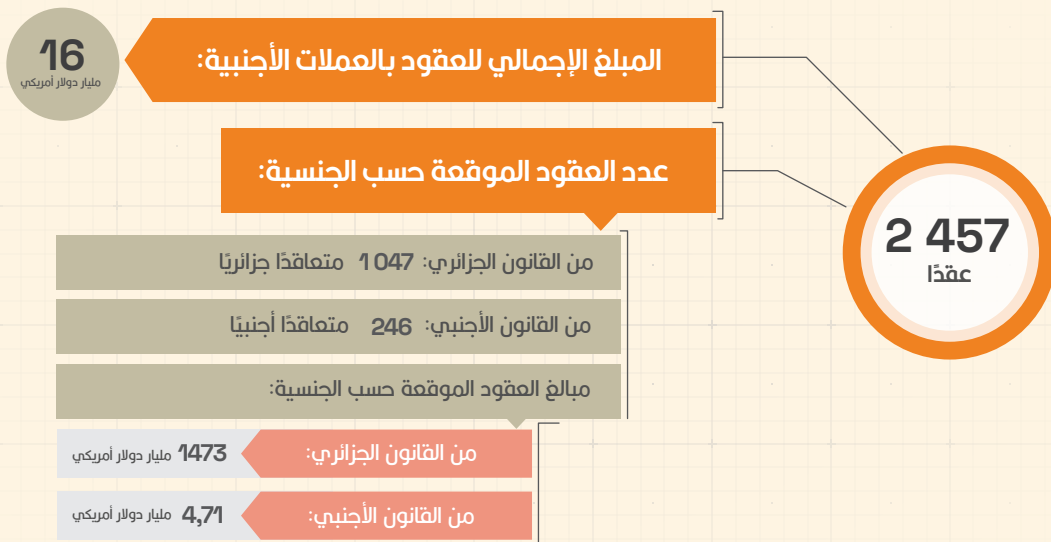 المبلغ الإجمالي للعقود بالعملات الأجنبية:
16
مليار دولار أمريكي
2 457
عقدًا
عدد العقود الموقعة حسب الجنسية:
من القانون الجزائري: 1 047 متعاقدًا جزائريًا
من القانون الأجنبي: 246 متعاقدًا أجنبيًا
مبالغ العقود الموقعة حسب الجنسية:
من القانون الجزائري: 1473 مليار دولار أمريكي
من القانون الأجنبي: 4,71 مليار دولار أمريكي